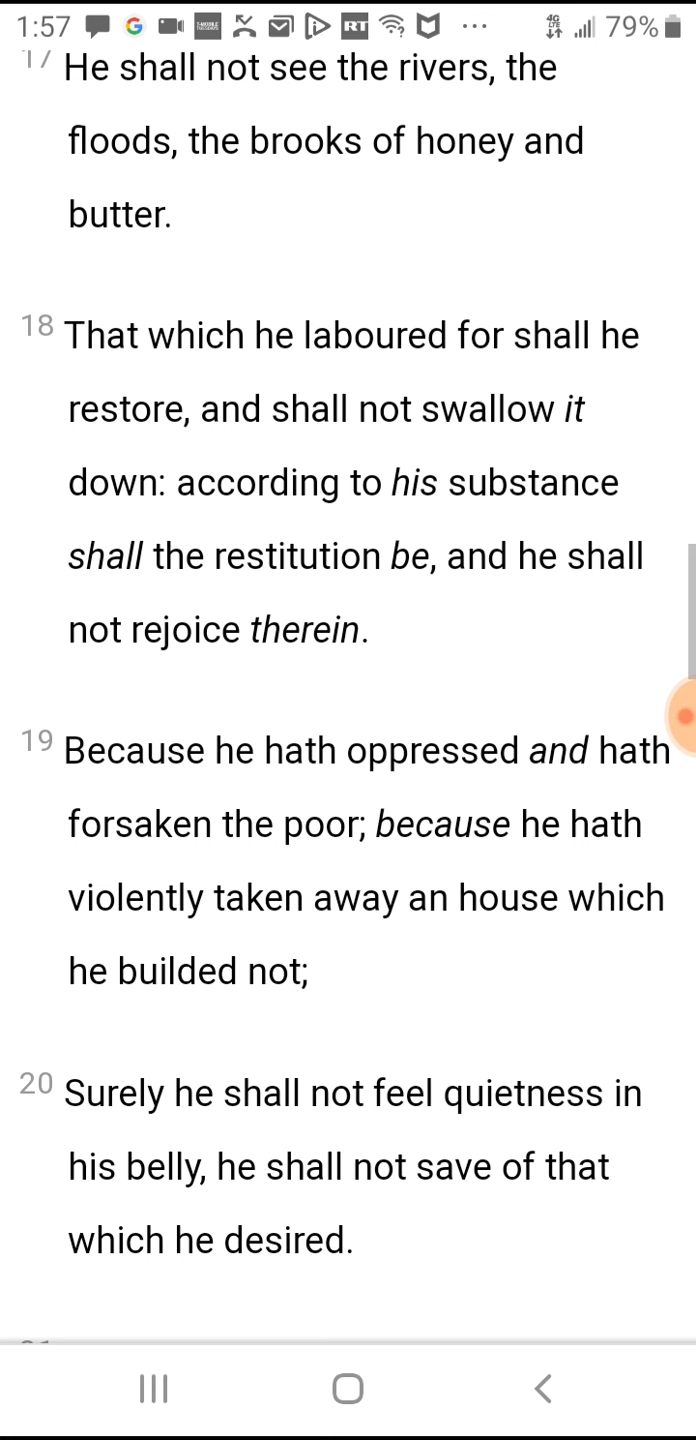 1:57 79%
17 He shall not see the rivers, the
floods, the brooks of honey and
butter.
18 That which he laboured for shall he
restore, and shall not swallow it
down: according to his substance
shall the restitution be, and he shall
not rejoice therein.
19 Because he hath oppressed and hath
forsaken the poor; because he hath
violently taken away an house which
he builded not;
20 Surely he shall not feel quietness in
his belly, he shall not save of that
which he desired.